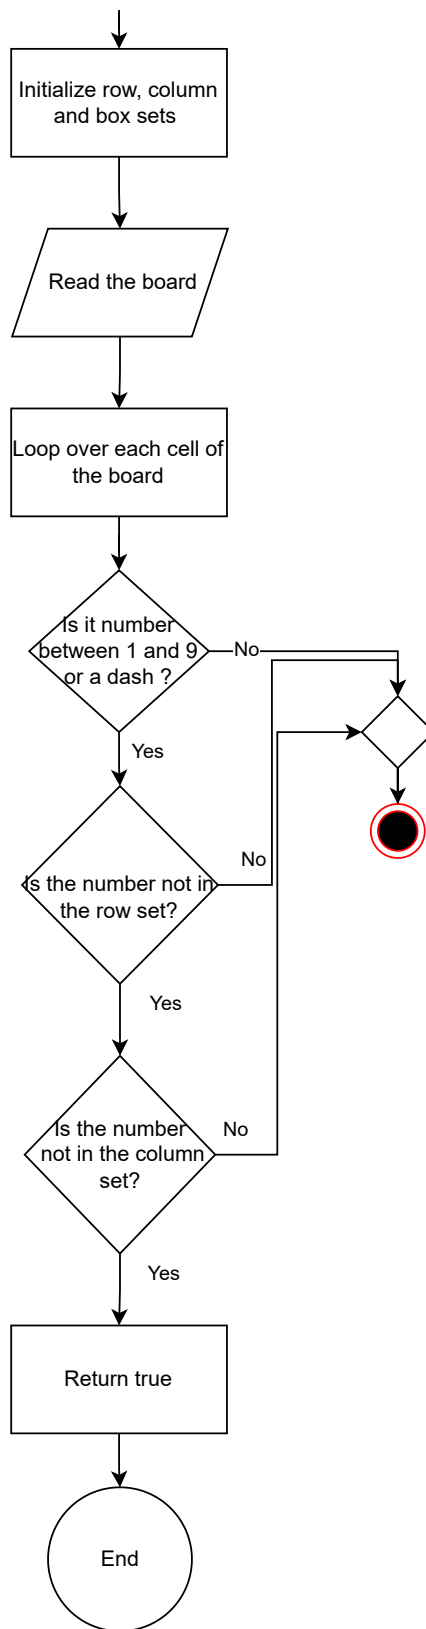 Initialize row, column
and box sets
Read the board
Loop over each cell of
the board
Is it number
between 1 and 9
or a dash ?
No
Yes
No
Is the number not in
the row set?
Yes
Is the number
not in the column
set?
No
Yes
Return true
End